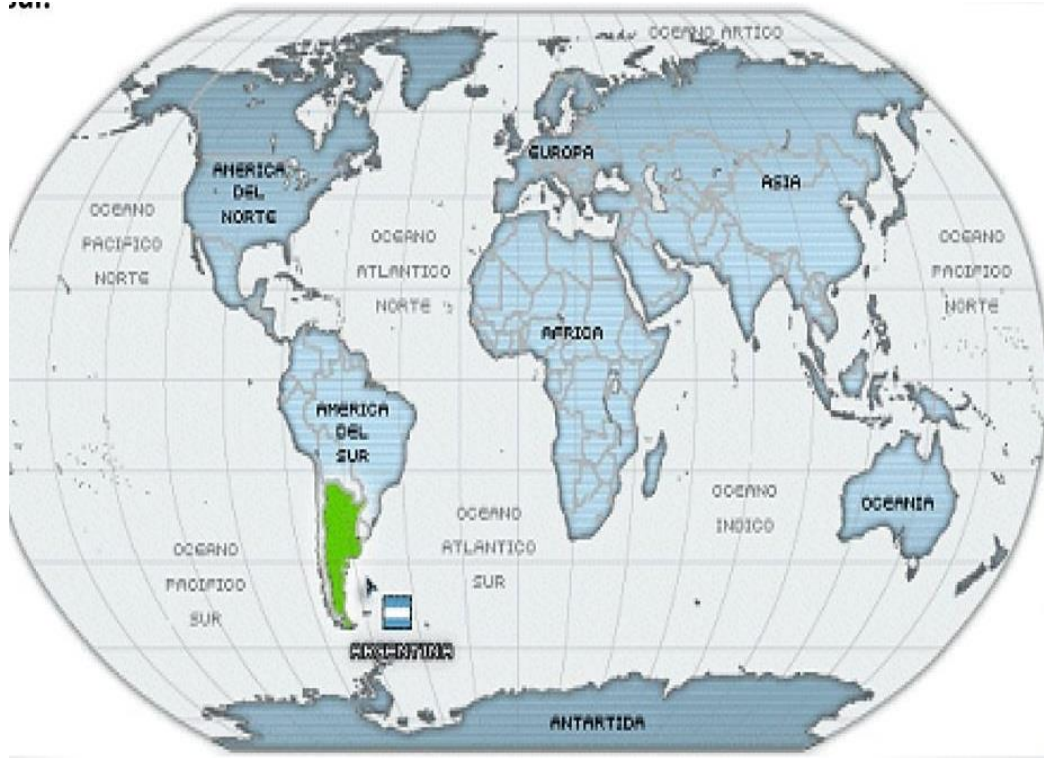 sur.
OCEANO ARTICO
EUROPA
AMERICA
DEL
NORTE
ASIA
OCEANO
PACIFICO
NORTE
OCEANO
ATLANTICO
NORTE
OCEANO
PACIFICO
NORTE
AFRICA
AMERICA
DEL
SUR
OCEANO
INDICO
OCEANIA
OCEANO
ATLANTICO
SUR
OCEANO
PACIFICO
SUR
ARGENTINA
ANTARTIDA